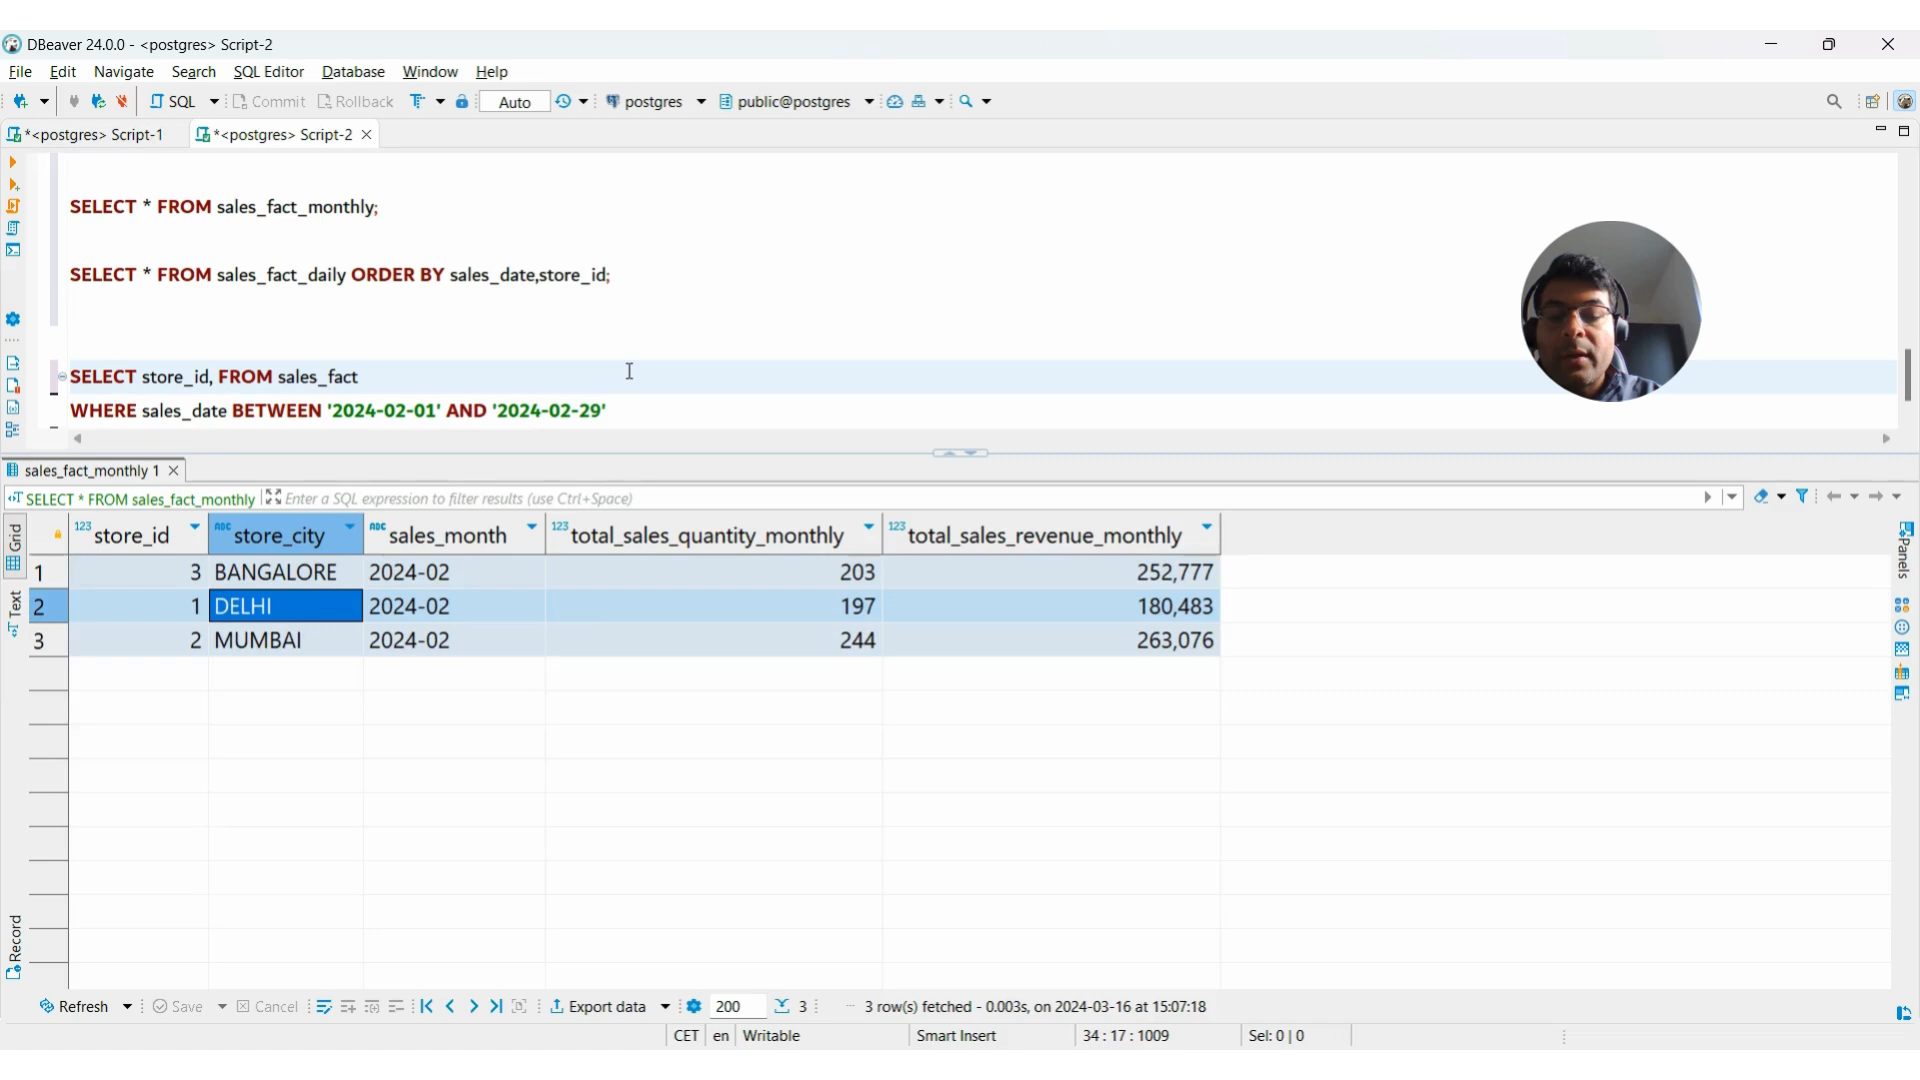 DBeaver 24.0.0 - <postgres> Script-2
File Edit Navigate Search SQL Editor Database Window Help
SQL Commit Rollback Auto postgres public@postgres
*<postgres> Script-1 *<postgres> Script-2
SELECT * FROM sales_fact_monthly;
SELECT * FROM sales_fact_daily ORDER BY sales_date,store_id;
SELECT store_id, FROM sales_fact
WHERE sales_date BETWEEN '2024-02-01' AND '2024-02-29'
sales_fact_monthly 1
SELECT * FROM sales_fact_monthly Enter a SQL expression to filter results (use Ctrl+Space)
Grid
Text
Record
123 store_id ABC store_city ABC sales_month 123 total_sales_quantity_monthly 123 total_sales_revenue_monthly
1 3 BANGALORE 2024-02 203 252,777
2 1 DELHI 2024-02 197 180,483
3 2 MUMBAI 2024-02 244 263,076
Panels
Refresh Save Cancel Export data 200 3 3 row(s) fetched - 0.003s, on 2024-03-16 at 15:07:18
CET en Writable Smart Insert 34 : 17 : 1009 Sel: 0 | 0